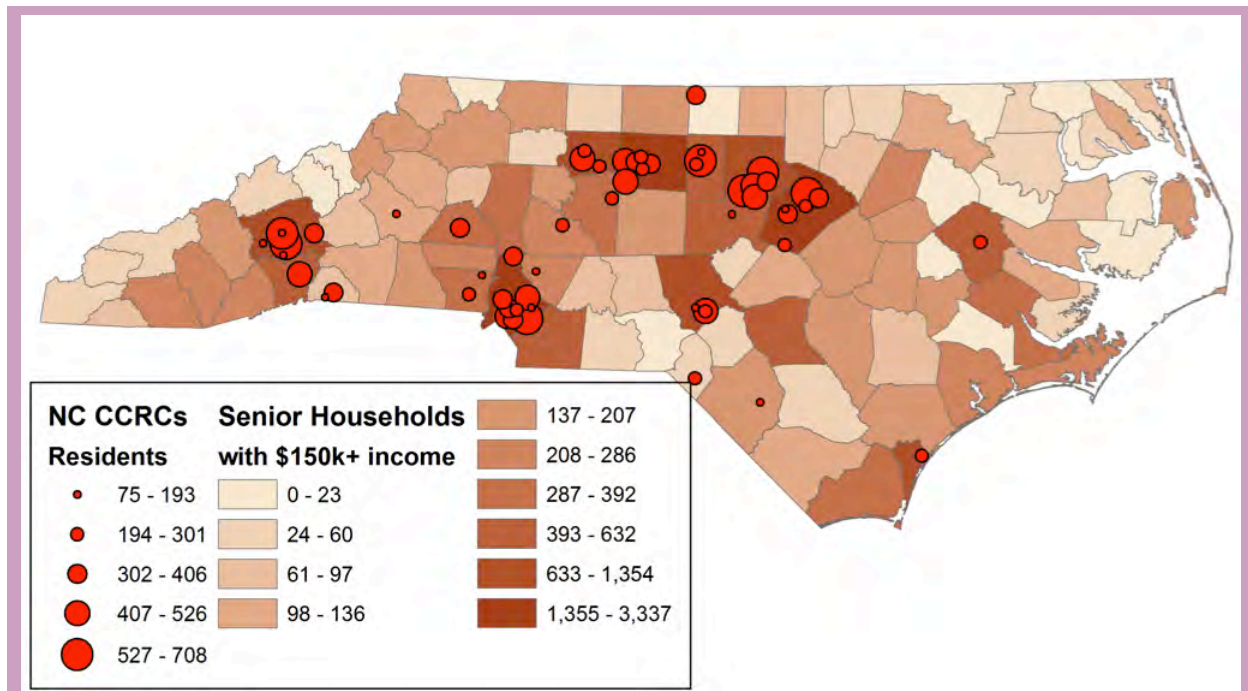 NC CCRCs
Residents
75 - 193
194 - 301
302 - 406
407 - 526
527 - 708
Senior Households
with $150k+ income
0 - 23
24 - 60
61 - 97
98 - 136
137 - 207
208 - 286
287 - 392
393 - 632
633 - 1,354
1,355 - 3,337